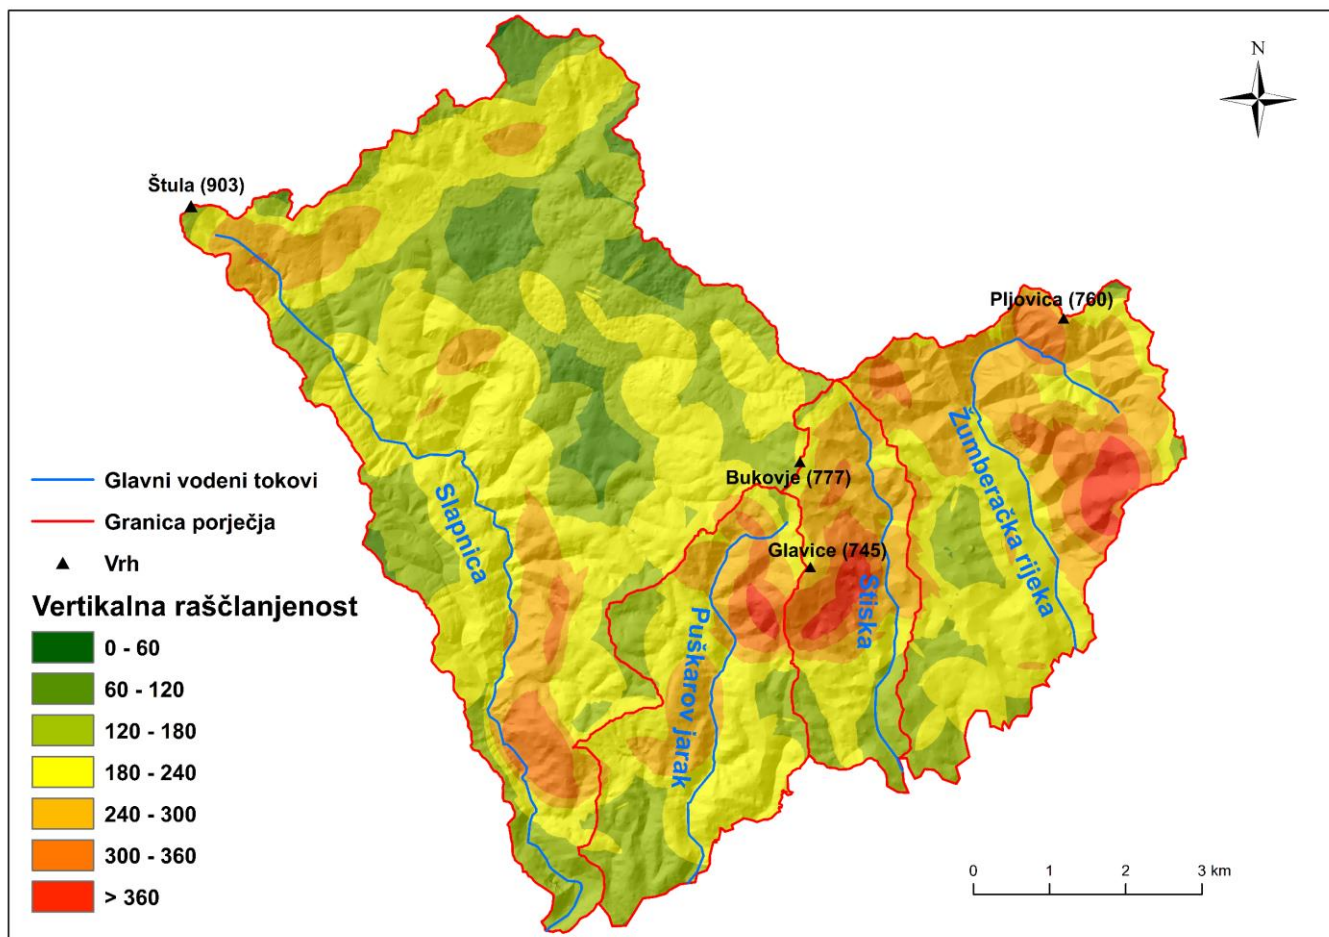 N
Štula (903)
Pljovica (760)
Bukovje (777)
Glavice (745)
Slapnica
Puškarov jarak
Stiska
Žumberačka rijeka
Glavni vodeni tokovi
Granica porječja
Vrh
Vertikalna raščlanjenost
0 - 60
60 - 120
120 - 180
180 - 240
240 - 300
300 - 360
> 360
0 1 2 3 km